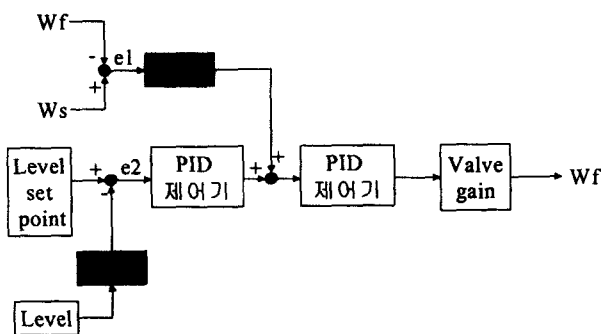 Wf
-
e1
+
Ws
+
Level
set
point
+
e2
-
PID
제어기
+
PID
제어기
Valve
gain
Wf
Level